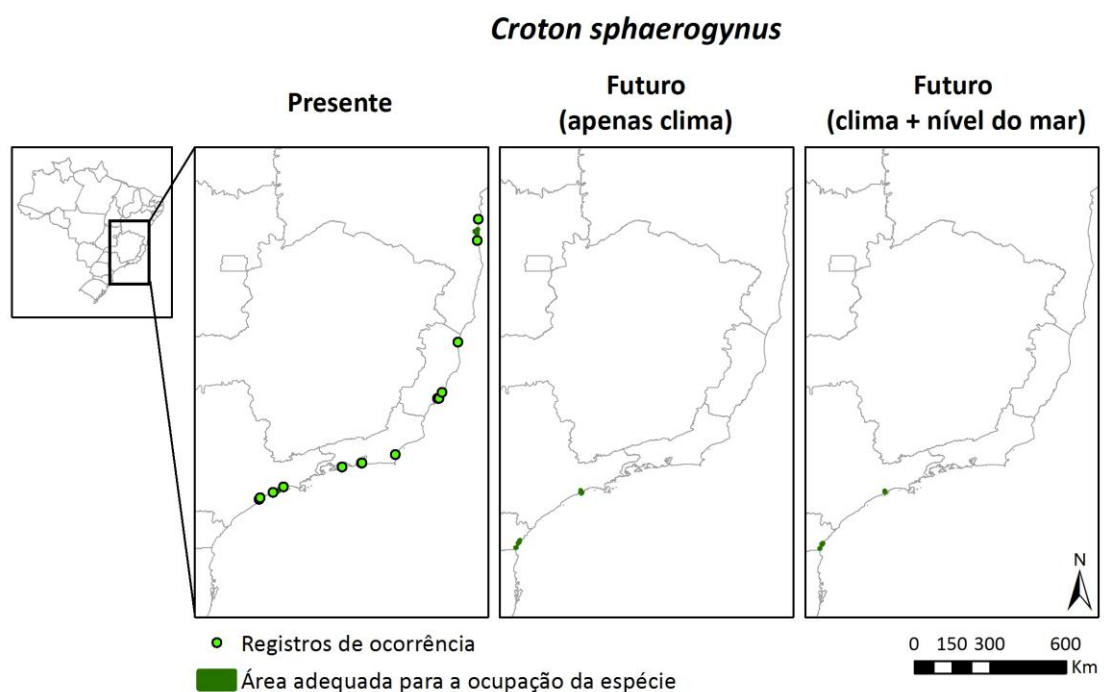 Croton sphaerogynus
Presente
Futuro
(apenas clima)
Futuro
(clima + nível do mar)
N
Registros de ocorrência
Área adequada para a ocupação da espécie
0 150 300 600
Km